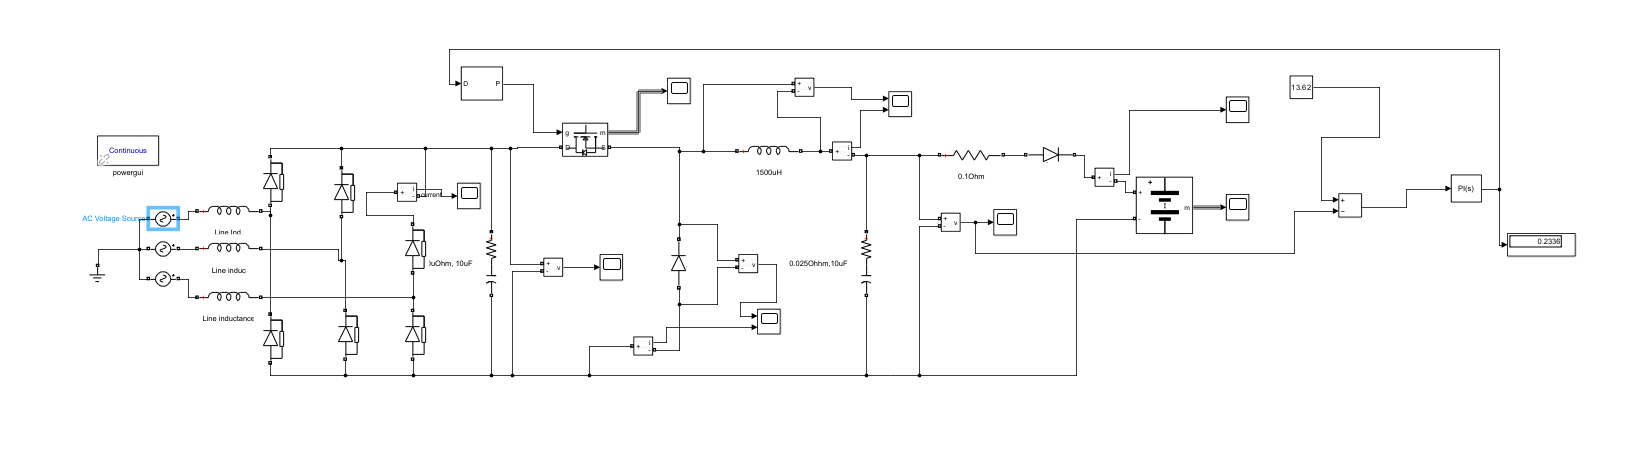 D P
13.62
g m
D S
+ - v
Continuous
powergui
+ i -
1500uH
0.1Ohm
+ i -
PI(s)
current
+
m
-
AC Voltage Source
Line Ind.
+ -
+ - v
0.2336
Line induc
uOhm, 10uF
+ - v
+ - v
0.025Ohhm,10uF
Line inductance
+ i -